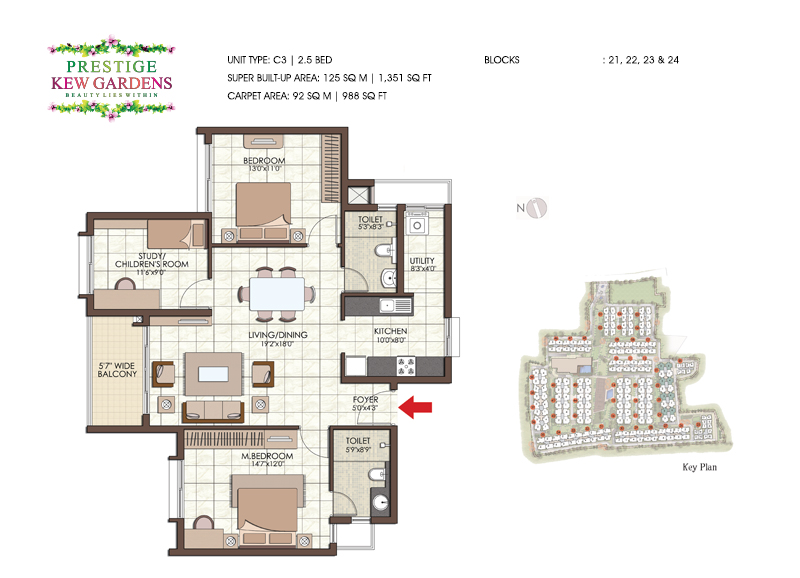 PRESTIGE
KEW GARDENS
BEAUTY LIES WITHIN
UNIT TYPE: C3 | 2.5 BED
SUPER BUILT-UP AREA: 125 SQ M | 1,351 SQ FT
CARPET AREA: 92 SQ M | 988 SQ FT
BLOCKS : 21, 22, 23 & 24
BEDROOM
13'0"x11'0"
TOILET
5'3"x8'3"
UTILITY
8'3"x4'0"
STUDY/
CHILDREN'S ROOM
11'6"x9'0"
LIVING/DINING
19'2"x18'0"
KITCHEN
10'0"x8'0"
5'7" WIDE
BALCONY
FOYER
5'0"x4'3"
TOILET
5'9"x8'9"
M.BEDROOM
14'7"x12'0"
N
Key Plan